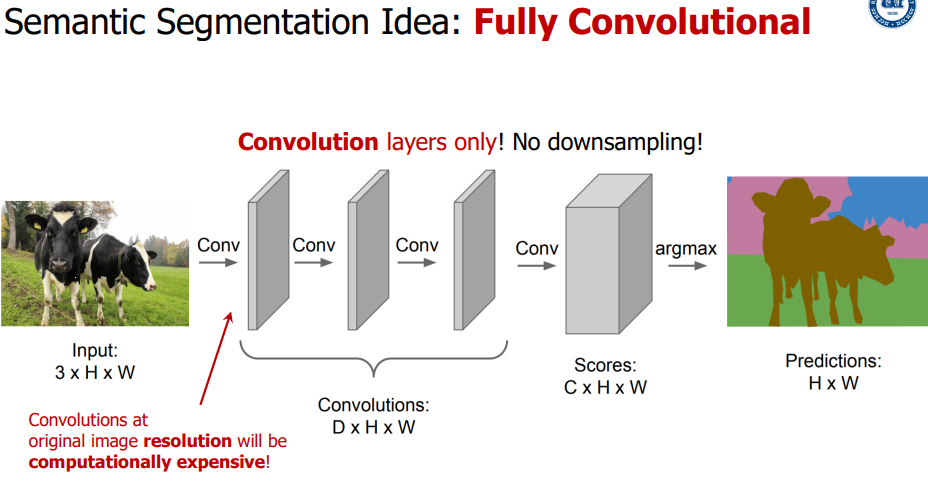 Semantic Segmentation Idea: Fully Convolutional
Convolution layers only! No downsampling!
Conv
Conv
Conv
Conv
argmax
Input:
3 x H x W
Convolutions:
D x H x W
Scores:
C x H x W
Predictions:
H x W
Convolutions at
original image resolution will be
computationally expensive!